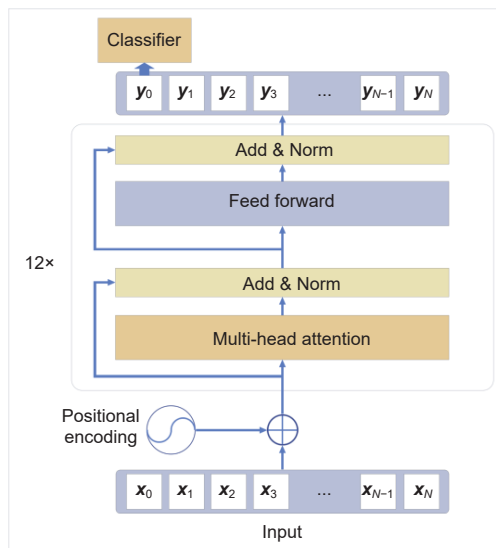 Classifier
y0 y1 y2 y3 ... yN−1 yN
Add & Norm
Feed forward
12×
Add & Norm
Multi-head attention
Positional
encoding
x0 x1 x2 x3 ... xN−1 xN
Input